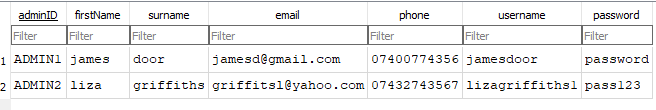 adminID firstName surname email phone username password
Filter Filter Filter Filter Filter Filter Filter
1 ADMIN1 james door jamesd@gmail.com 07400774356 jamesdoor password
2 ADMIN2 liza griffiths griffitsl@yahoo.com 07432743567 lizagriffiths1 pass123